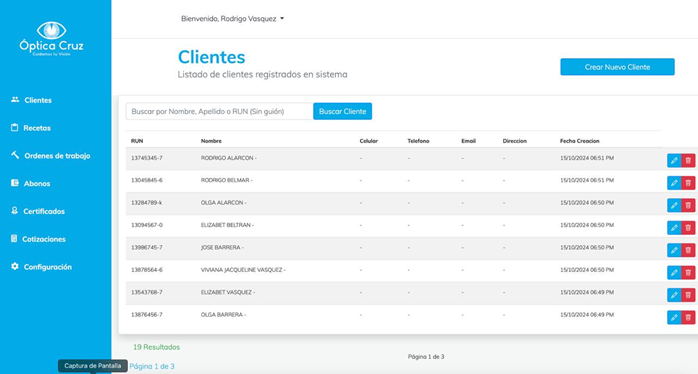 Óptica Cruz
Cuidamos tu Visión
Bienvenido, Rodrigo Vasquez
Clientes
Listado de clientes registrados en sistema
Crear Nuevo Cliente
Clientes
Recetas
Ordenes de trabajo
Abonos
Certificados
Cotizaciones
Configuración
Buscar por Nombre, Apellido o RUN (Sin guión) Buscar Cliente
RUN Nombre Celular Telefono Email Direccion Fecha Creacion
13745345-7 RODRIGO ALARCON - - - - - 15/10/2024 06:51 PM
13045845-6 RODRIGO BELMAR - - - - - 15/10/2024 06:51 PM
13284789-k OLGA ALARCON - - - - - 15/10/2024 06:50 PM
13094567-0 ELIZABET BELTRAN - - - - - 15/10/2024 06:50 PM
13986745-7 JOSE BARRERA - - - - - 15/10/2024 06:50 PM
13878564-6 VIVIANA JACQUELINE VASQUEZ - - - - - 15/10/2024 06:50 PM
13543768-7 ELIZABET VASQUEZ - - - - - 15/10/2024 06:49 PM
13876456-7 OLGA BARRERA - - - - - 15/10/2024 06:49 PM
19 Resultados
Página 1 de 3
Captura de Pantalla
Página 1 de 3